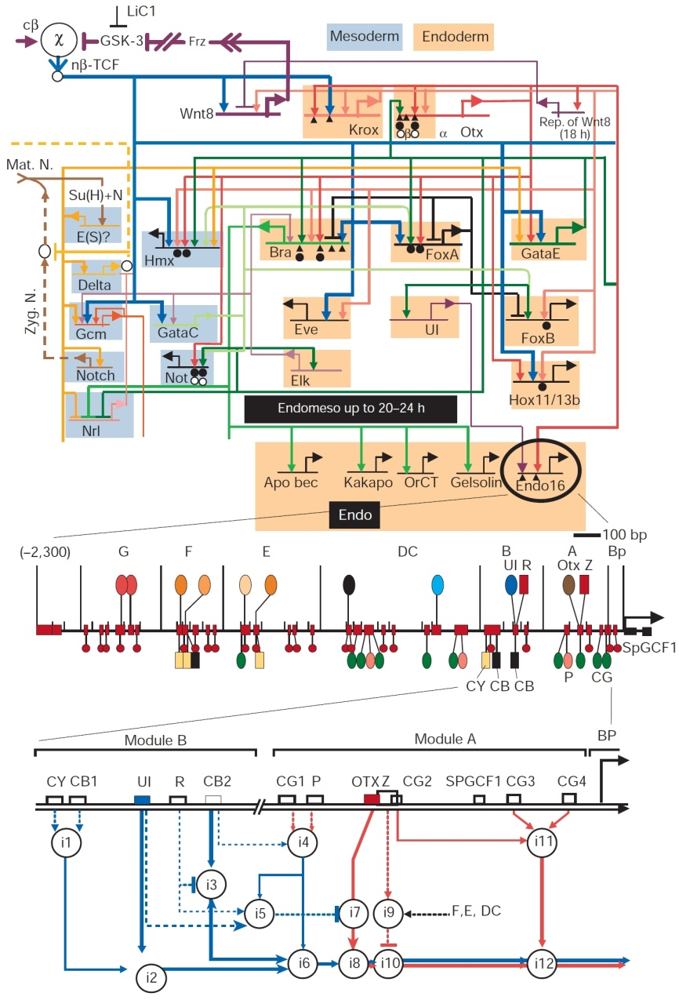 LiC1
cβ
χ
GSK-3
Frz
Mesoderm
Endoderm
nβ-TCF
Wnt8
Krox
β
α
Otx
Rep. of Wnt8
(18 h)
Mat. N.
Su(H)+N
E(S)?
Hmx
Bra
FoxA
GataE
Delta
Zyg. N.
Gcm
GataC
Eve
UI
FoxB
Notch
Not
Elk
Hox11/13b
Nrl
Endomeso up to 20–24 h
Apo bec
Kakapo
OrCT
Gelsolin
Endo16
Endo
100 bp
(–2,300)
G
F
E
DC
B
A
Bp
UI R
Otx Z
SpGCF1
CY CB CB
P
CG
Module B
Module A
BP
CY CB1
UI
R
CB2
CG1 P
OTX Z
CG2
SPGCF1 CG3
CG4
i1
i4
i11
i3
i5
i7
i9
F,E, DC
i2
i6
i8
i10
i12